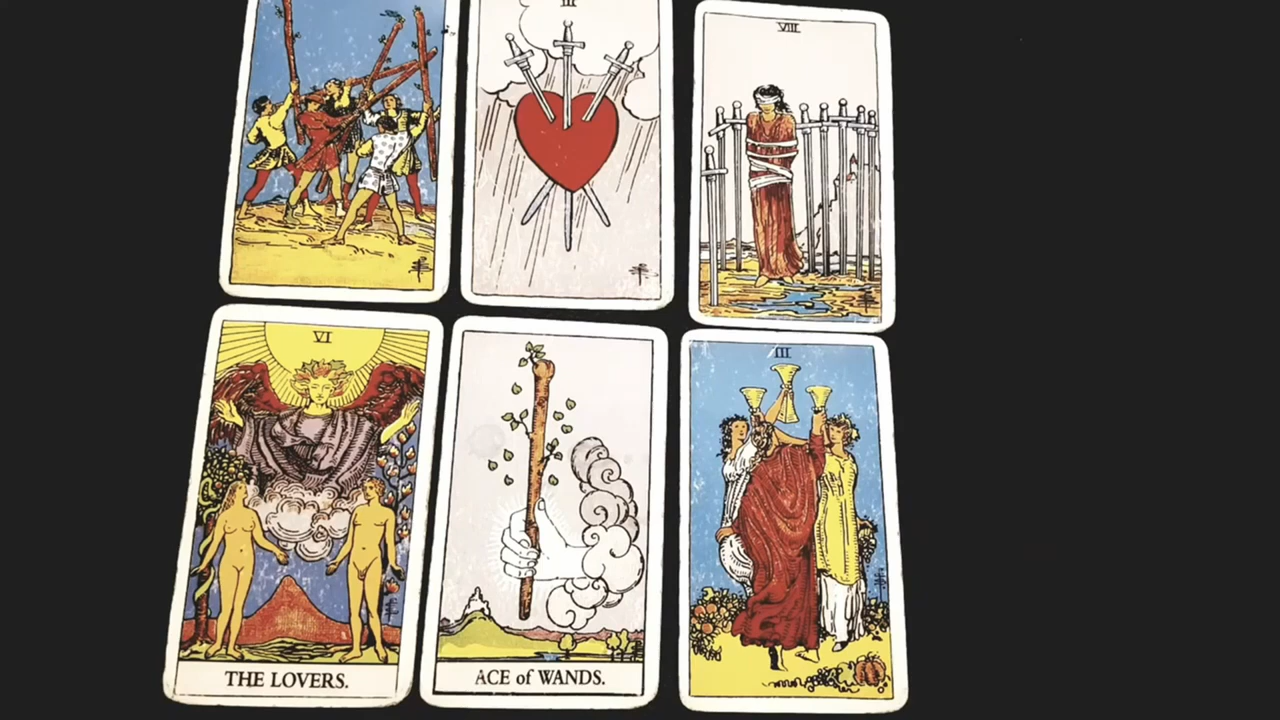 III
VIII
VI
III
THE LOVERS.
ACE of WANDS.